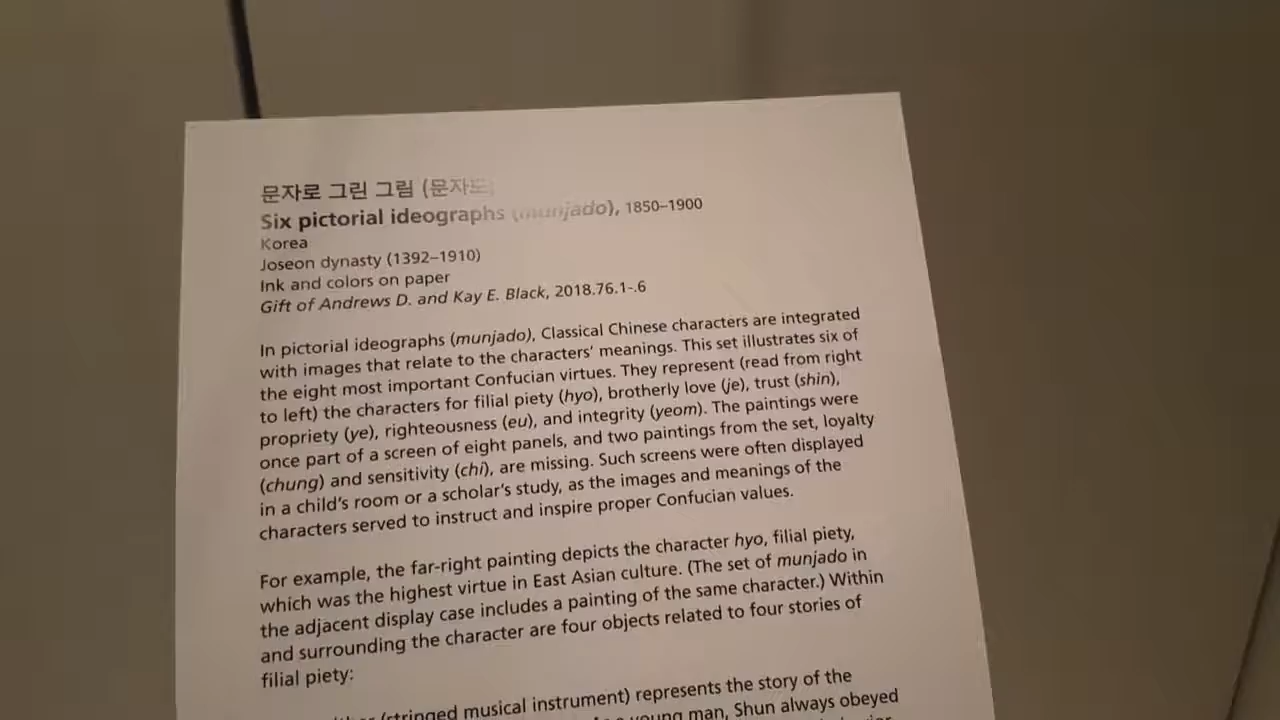 문자로 그린 그림 (문자도)
Six pictorial ideographs (munjado), 1850–1900
Korea
Joseon dynasty (1392–1910)
Ink and colors on paper
Gift of Andrews D. and Kay E. Black, 2018.76.1-.6
In pictorial ideographs (munjado), Classical Chinese characters are integrated
with images that relate to the characters’ meanings. This set illustrates six of
the eight most important Confucian virtues. They represent (read from right
to left) the characters for filial piety (hyo), brotherly love (je), trust (shin),
propriety (ye), righteousness (eu), and integrity (yeom). The paintings were
once part of a screen of eight panels, and two paintings from the set, loyalty
(chung) and sensitivity (chi), are missing. Such screens were often displayed
in a child’s room or a scholar’s study, as the images and meanings of the
characters served to instruct and inspire proper Confucian values.
For example, the far-right painting depicts the character hyo, filial piety,
which was the highest virtue in East Asian culture. (The set of munjado in
the adjacent display case includes a painting of the same character.) Within
and surrounding the character are four objects related to four stories of
filial piety:
(stringed musical instrument) represents the story of the
young man, Shun always obeyed